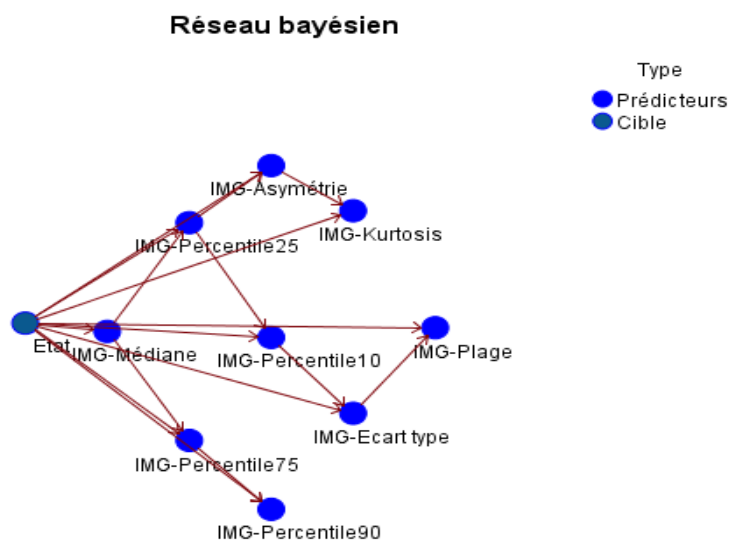 Réseau bayésien
Type
Prédicteurs
Cible
IMG-Asymétrie
IMG-Kurtosis
IMG-Percentile25
Etat
IMG-Médiane
IMG-Percentile10
IMG-Plage
IMG-Ecart type
IMG-Percentile75
IMG-Percentile90